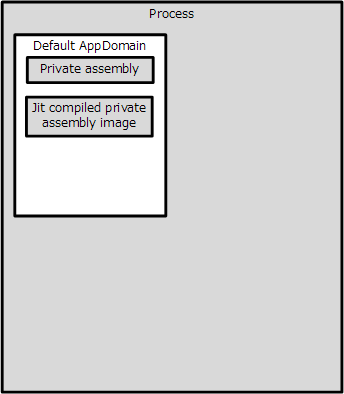 Process
Default AppDomain
Private assembly
Jit compiled private
assembly image